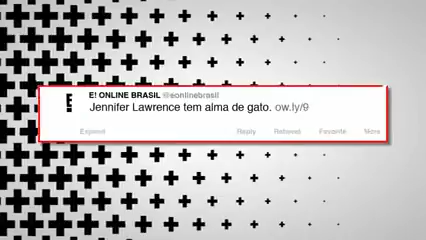 E! ONLINE BRASIL @eonlinebrasil
Jennifer Lawrence tem alma de gato. ow.ly/9
Expand Reply Retweet Favorite More